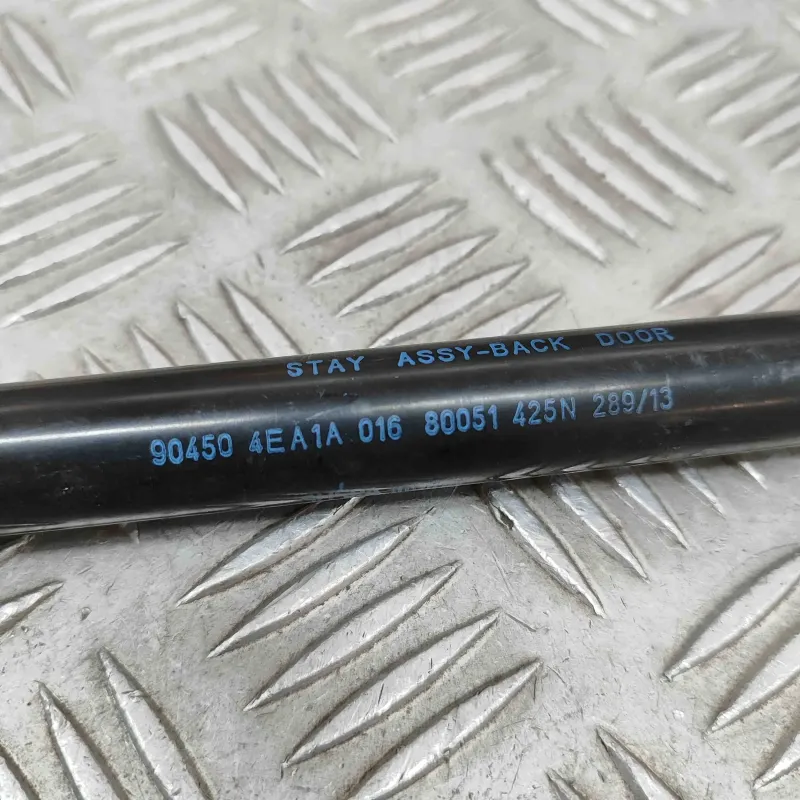 STAY ASSY-BACK DOOR
90450 4EA1A 016 80051 425N 289/13